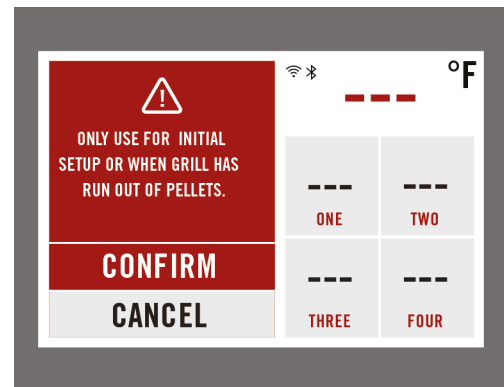 ONLY USE FOR INITIAL
SETUP OR WHEN GRILL HAS
RUN OUT OF PELLETS.
CONFIRM
CANCEL
--- °F
---
ONE
---
TWO
---
THREE
---
FOUR